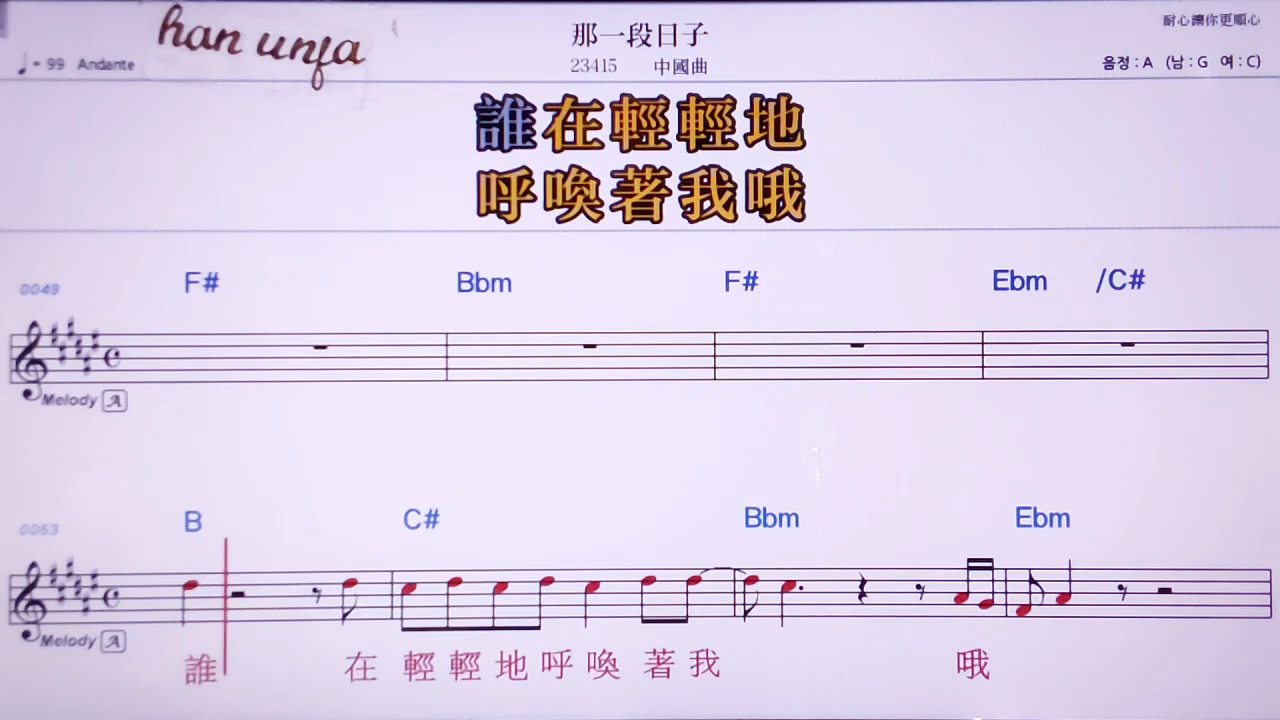 han unfa
那一段日子
耐心讓你更順心
♩= 99 Andante
23415 中國曲
음정 : A (남 : G 여 : C)
誰在輕輕地
呼喚著我哦
0049 F# Bbm F# Ebm /C#
Melody A
0053 B C# Bbm Ebm
Melody A
誰 在 輕 輕 地 呼 喚 著 我 哦